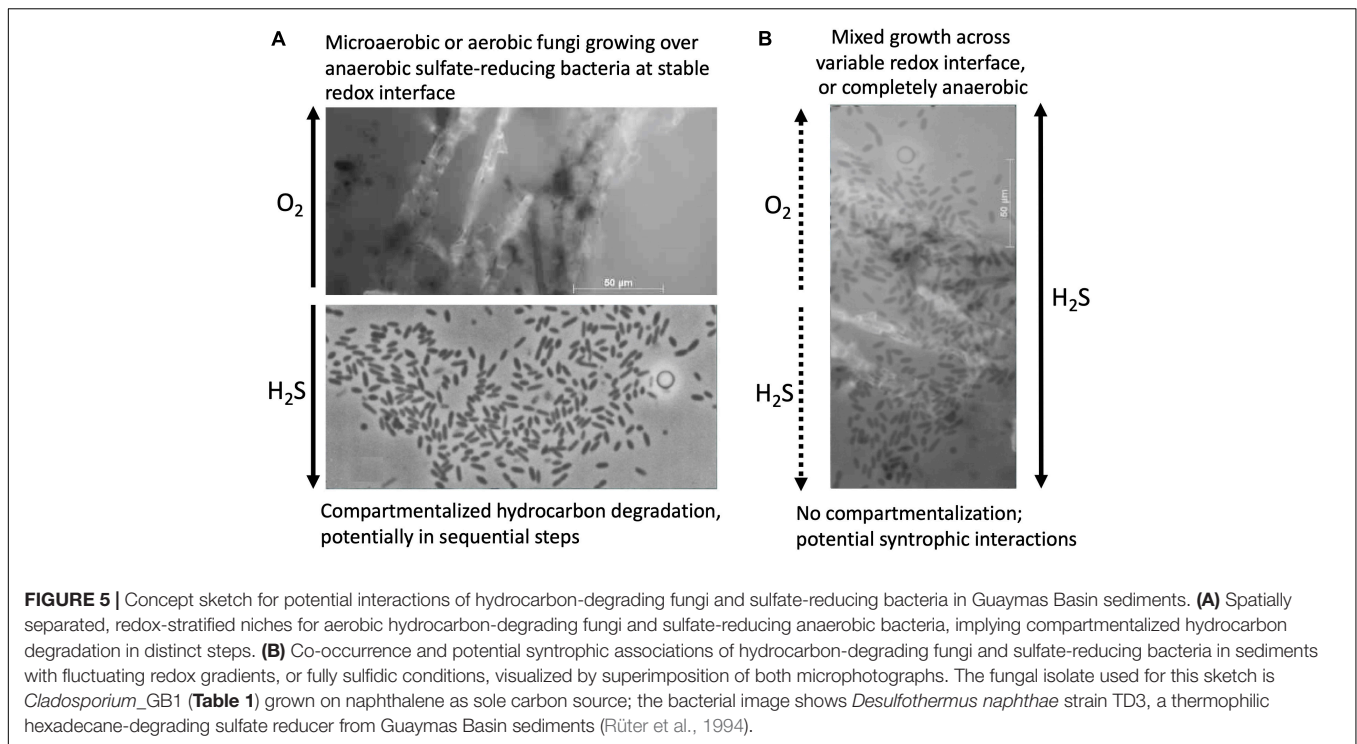 A
Microaerobic or aerobic fungi growing over
anaerobic sulfate-reducing bacteria at stable
redox interface
O2
50 µm
H2S
Compartmentalized hydrocarbon degradation,
potentially in sequential steps
B
Mixed growth across
variable redox interface,
or completely anaerobic
O2
50 µm
H2S
H2S
No compartmentalization;
potential syntrophic interactions
FIGURE 5 | Concept sketch for potential interactions of hydrocarbon-degrading fungi and sulfate-reducing bacteria in Guaymas Basin sediments. (A) Spatially
separated, redox-stratified niches for aerobic hydrocarbon-degrading fungi and sulfate-reducing anaerobic bacteria, implying compartmentalized hydrocarbon
degradation in distinct steps. (B) Co-occurrence and potential syntrophic associations of hydrocarbon-degrading fungi and sulfate-reducing bacteria in sediments
with fluctuating redox gradients, or fully sulfidic conditions, visualized by superimposition of both microphotographs. The fungal isolate used for this sketch is
Cladosporium_GB1 (Table 1) grown on naphthalene as sole carbon source; the bacterial image shows Desulfothermus naphthae strain TD3, a thermophilic
hexadecane-degrading sulfate reducer from Guaymas Basin sediments (Rüter et al., 1994).